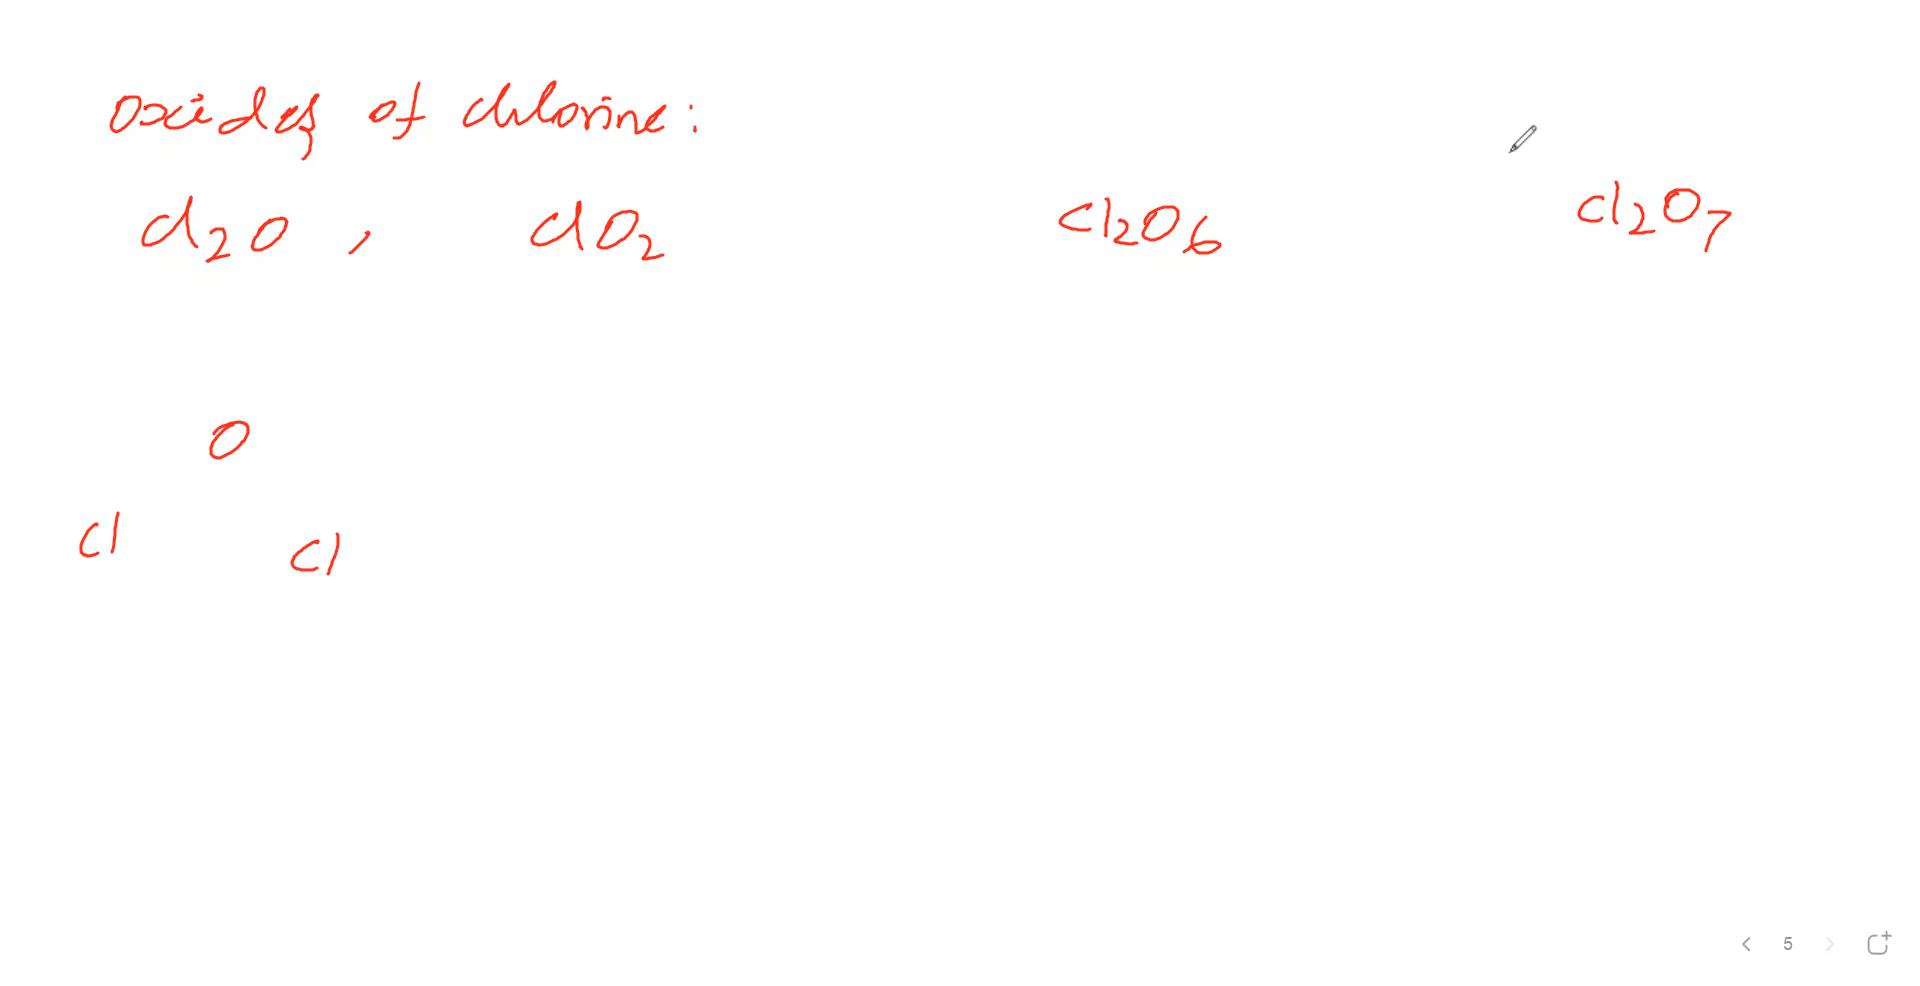 Oxides of chlorine:
Cl2O , ClO2 Cl2O6 Cl2O7
O
Cl Cl
5